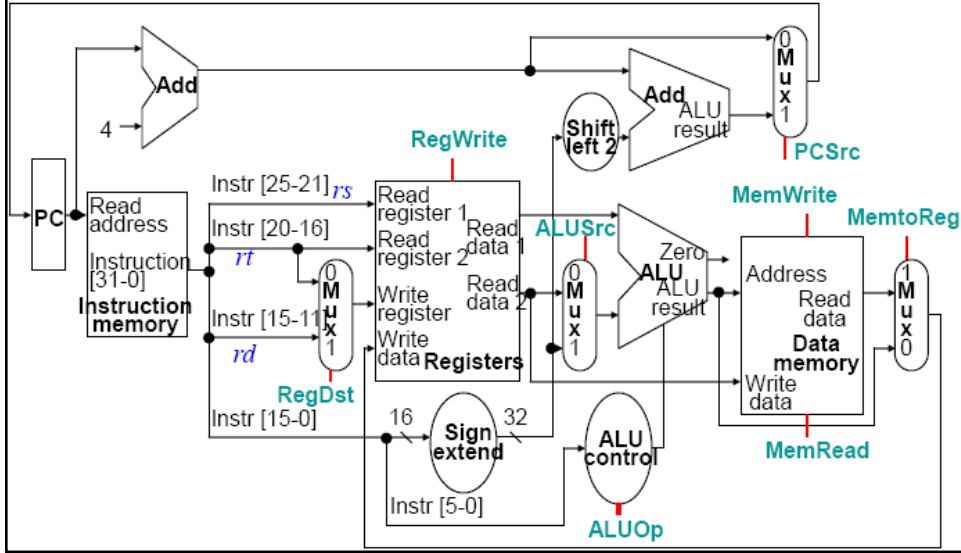 Add
4
PC
Read
address
Instruction
[31-0]
Instruction
memory
Instr [25-21]
rs
Instr [20-16]
rt
Instr [15-11]
rd
Instr [15-0]
Instr [5-0]
0
M
u
x
1
RegDst
RegWrite
Read
register 1
Read
register 2
Write
register
Write
data
Read
data 1
Read
data 2
Registers
16
Sign
extend
32
Shift
left 2
Add
ALU
result
0
M
u
x
1
PCSrc
ALUSrc
0
M
u
x
1
Zero
ALU
ALU
result
ALU
control
ALUOp
MemWrite
Address
Read
data
Data
memory
Write
data
MemRead
MemtoReg
1
M
u
x
0